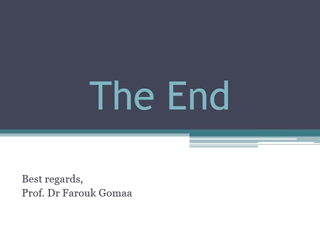 The End
Best regards,
Prof. Dr Farouk Gomaa